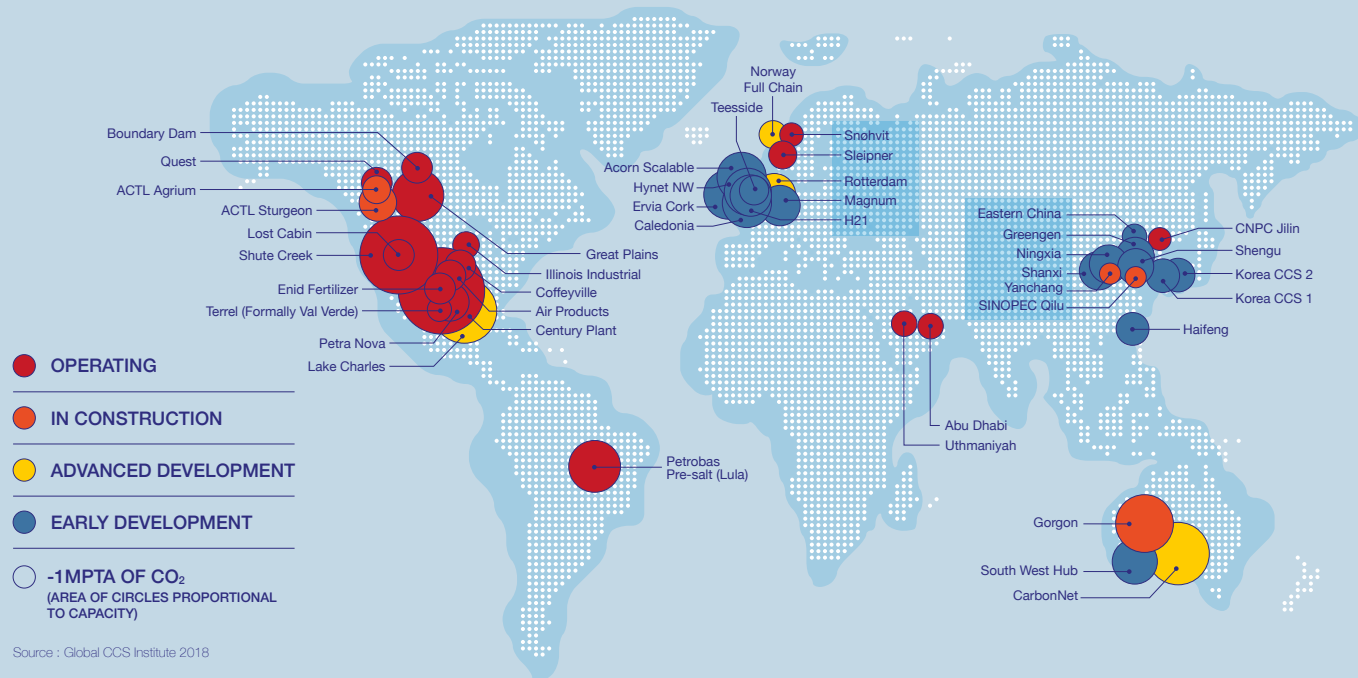 Norway
Full Chain
Teesside
Boundary Dam
Quest
ACTL Agrium
ACTL Sturgeon
Lost Cabin
Shute Creek
Enid Fertilizer
Terrel (Formally Val Verde)
Petra Nova
Lake Charles
Great Plains
Illinois Industrial
Coffeyville
Air Products
Century Plant
Acorn Scalable
Hynet NW
Ervia Cork
Caledonia
Snøhvit
Sleipner
Rotterdam
Magnum
H21
Eastern China
Greengen
Ningxia
Shanxi
Yanchang
SINOPEC Qilu
CNPC Jilin
Shengu
Korea CCS 2
Korea CCS 1
Haifeng
Abu Dhabi
Uthmaniyah
Petrobas
Pre-salt (Lula)
Gorgon
South West Hub
CarbonNet
OPERATING
IN CONSTRUCTION
ADVANCED DEVELOPMENT
EARLY DEVELOPMENT
-1MPTA OF CO₂
(AREA OF CIRCLES PROPORTIONAL
TO CAPACITY)
Source : Global CCS Institute 2018